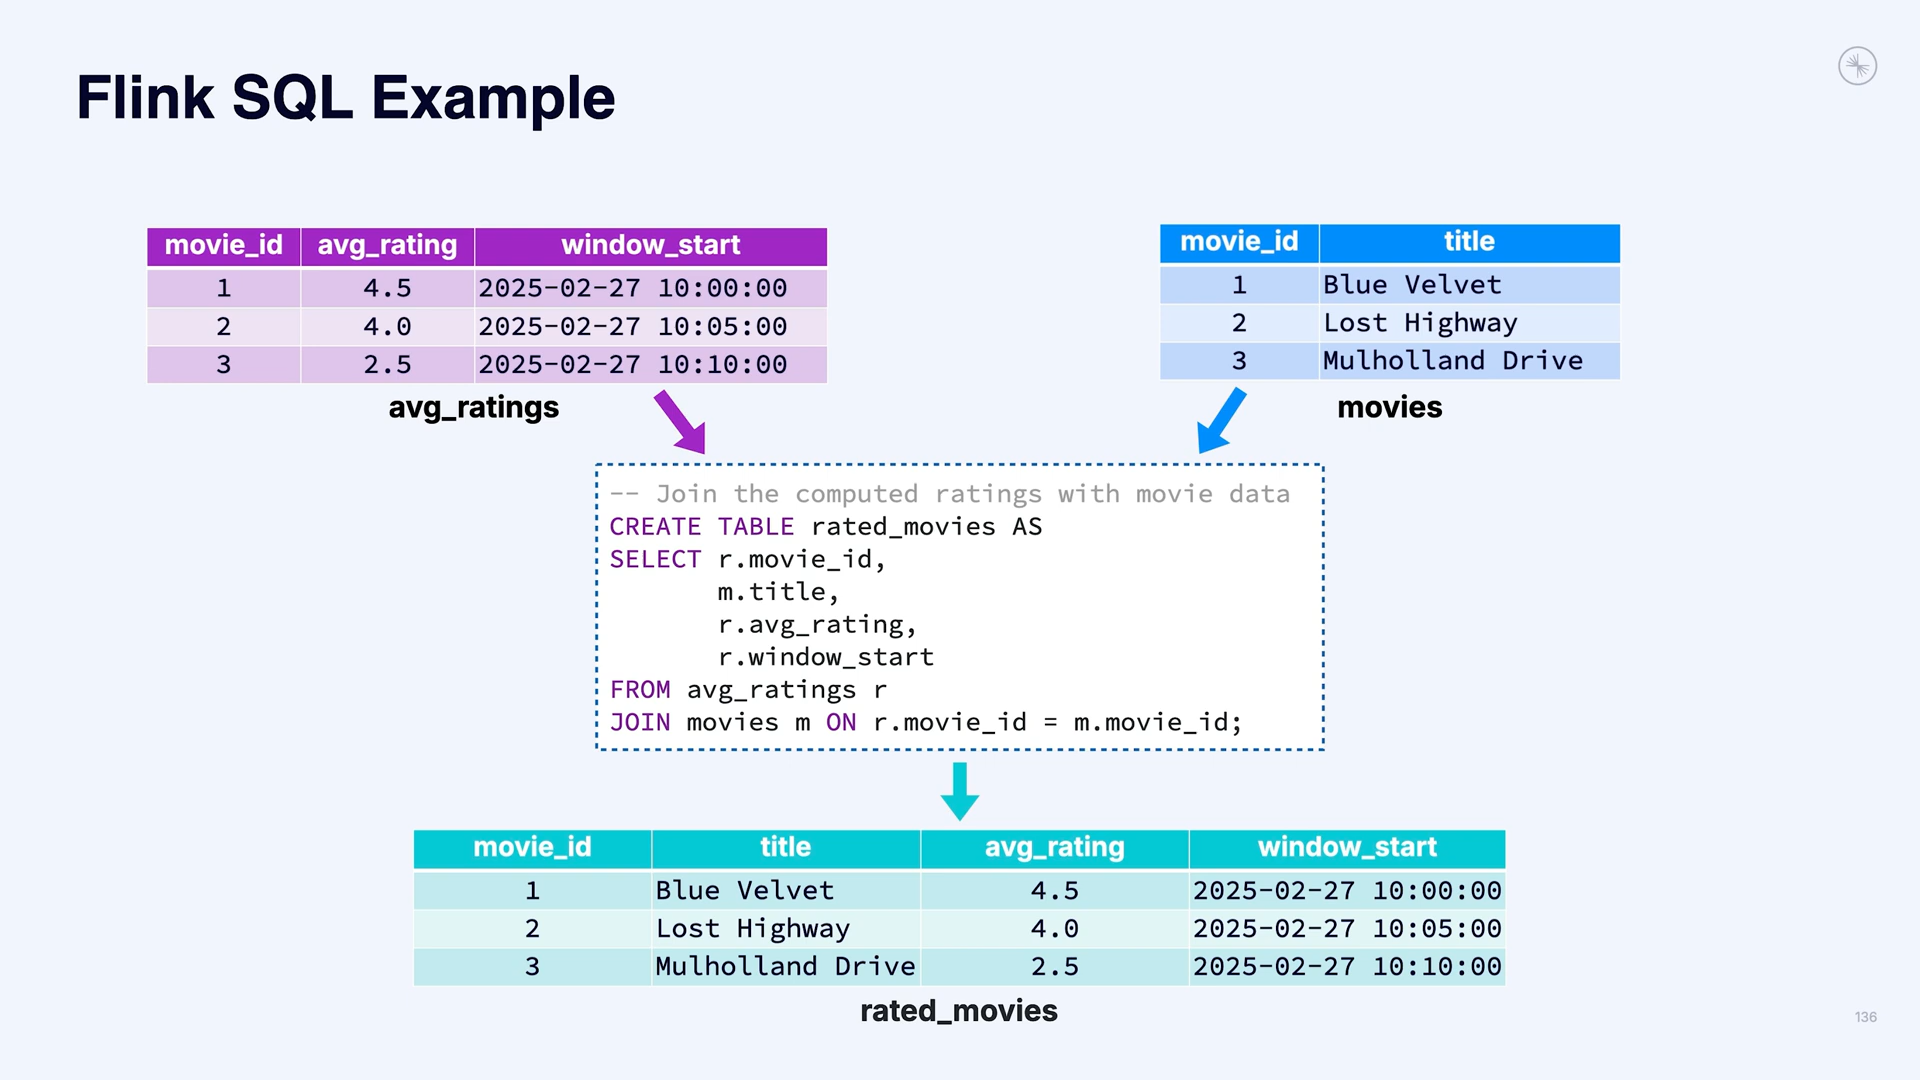 Flink SQL Example
movie_id avg_rating window_start
1 4.5 2025-02-27 10:00:00
2 4.0 2025-02-27 10:05:00
3 2.5 2025-02-27 10:10:00
avg_ratings
movie_id title
1 Blue Velvet
2 Lost Highway
3 Mulholland Drive
movies
-- Join the computed ratings with movie data
CREATE TABLE rated_movies AS
SELECT r.movie_id,
m.title,
r.avg_rating,
r.window_start
FROM avg_ratings r
JOIN movies m ON r.movie_id = m.movie_id;
movie_id title avg_rating window_start
1 Blue Velvet 4.5 2025-02-27 10:00:00
2 Lost Highway 4.0 2025-02-27 10:05:00
3 Mulholland Drive 2.5 2025-02-27 10:10:00
rated_movies
136